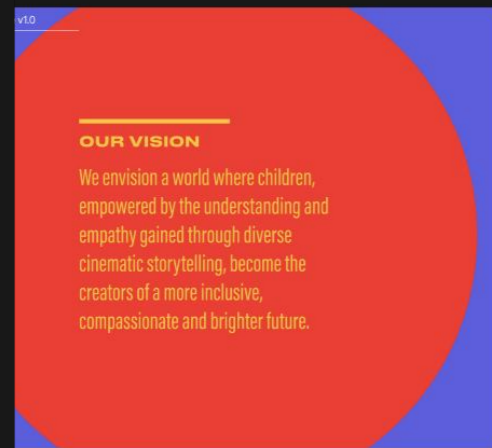 v1.0
OUR VISION
We envision a world where children,
empowered by the understanding and
empathy gained through diverse
cinematic storytelling, become the
creators of a more inclusive,
compassionate and brighter future.